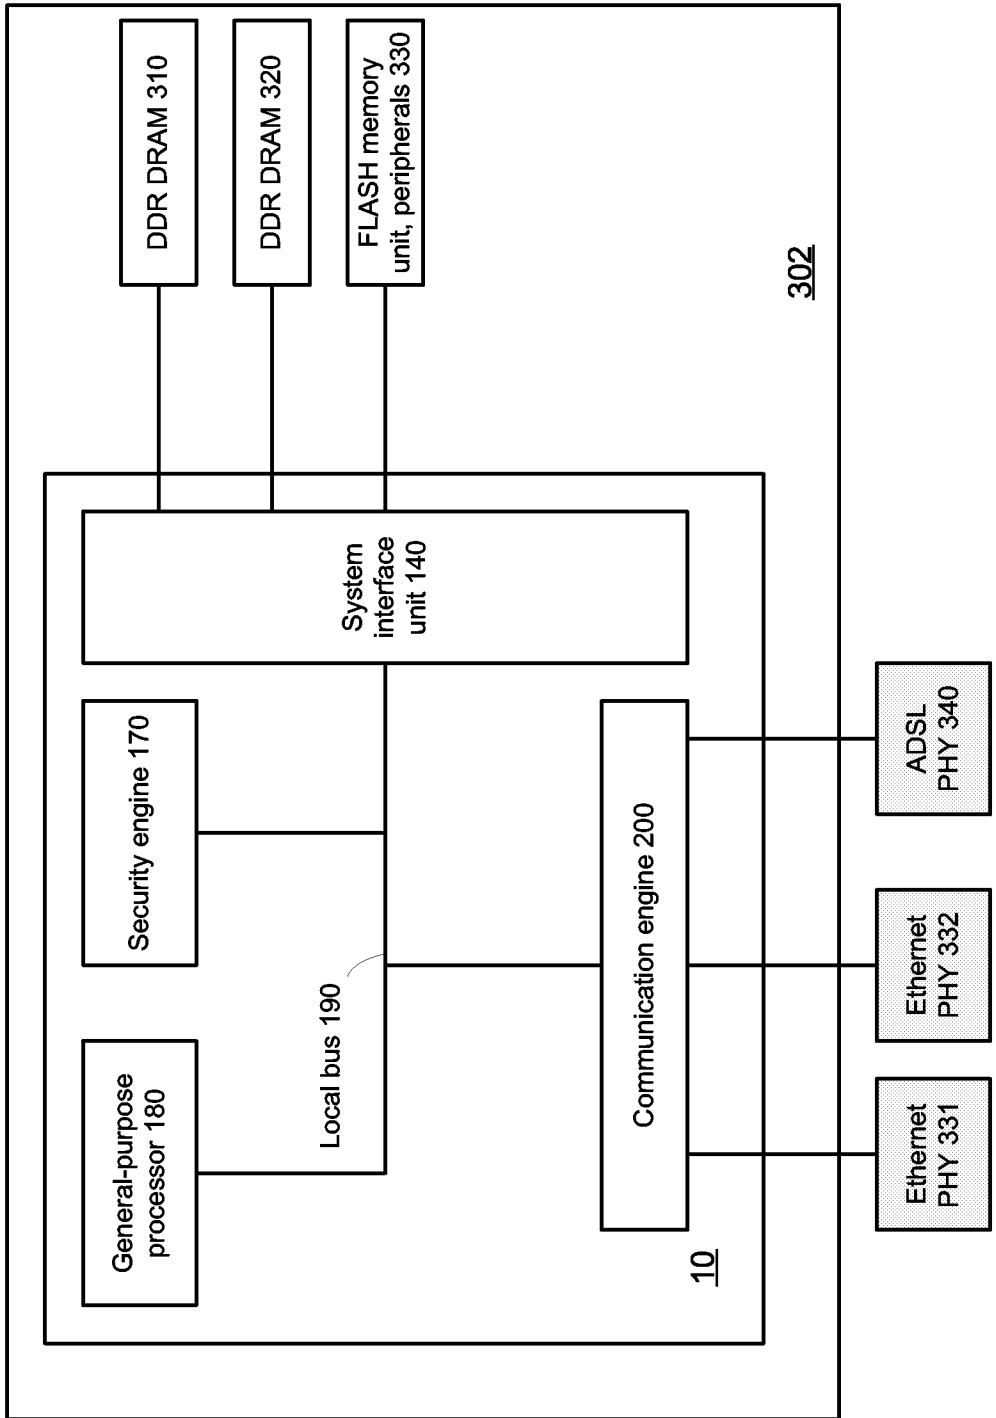 General-purpose
processor 180
Security engine 170
System
interface
unit 140
DDR DRAM 310
DDR DRAM 320
FLASH memory
unit, peripherals 330
Local bus 190
Communication engine 200
10
302
Ethernet
PHY 331
Ethernet
PHY 332
ADSL
PHY 340